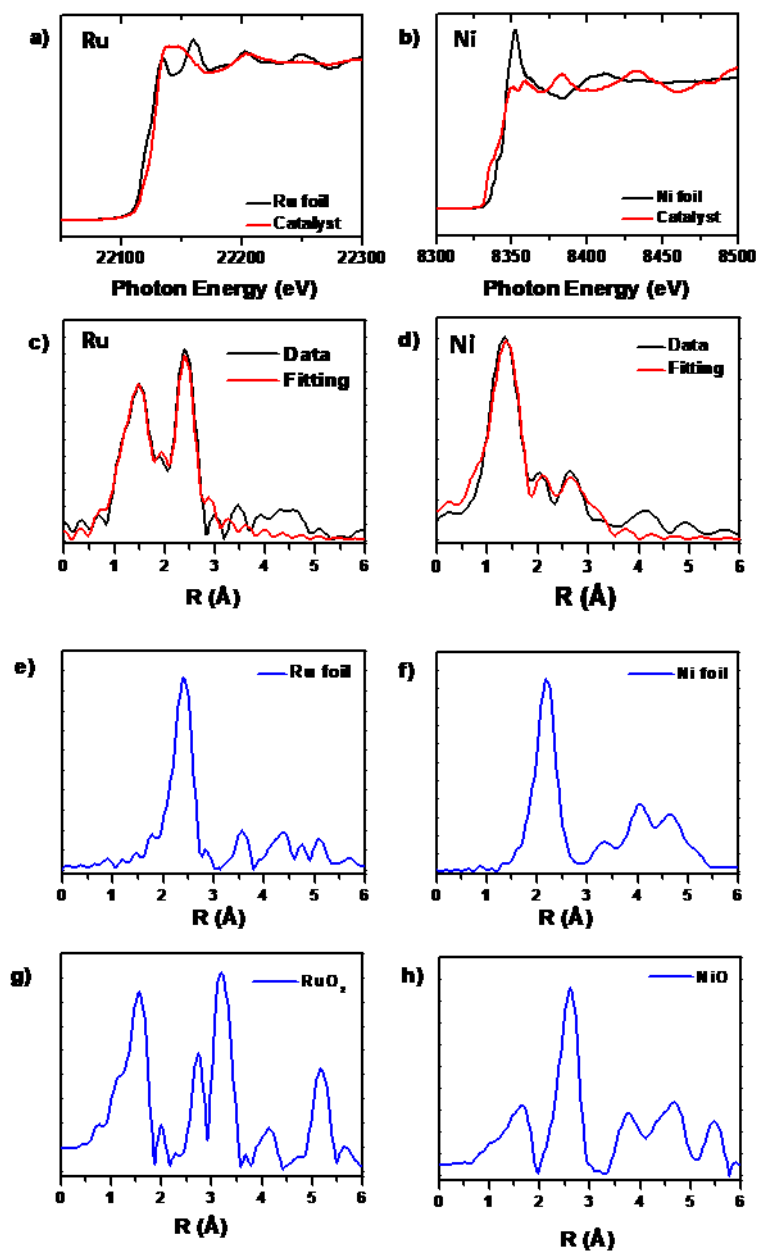 a) Ru
Ru foil
Catalyst
22100 22200 22300
Photon Energy (eV)
b) Ni
Ni foil
Catalyst
8300 8350 8400 8450 8500
Photon Energy (eV)
c) Ru
Data
Fitting
0 1 2 3 4 5 6
R (Å)
d) Ni
Data
Fitting
0 1 2 3 4 5 6
R (Å)
e)
Ru foil
0 1 2 3 4 5 6
R (Å)
f)
Ni foil
0 1 2 3 4 5 6
R (Å)
g)
RuO₂
0 1 2 3 4 5 6
R (Å)
h)
NiO
0 1 2 3 4 5 6
R (Å)